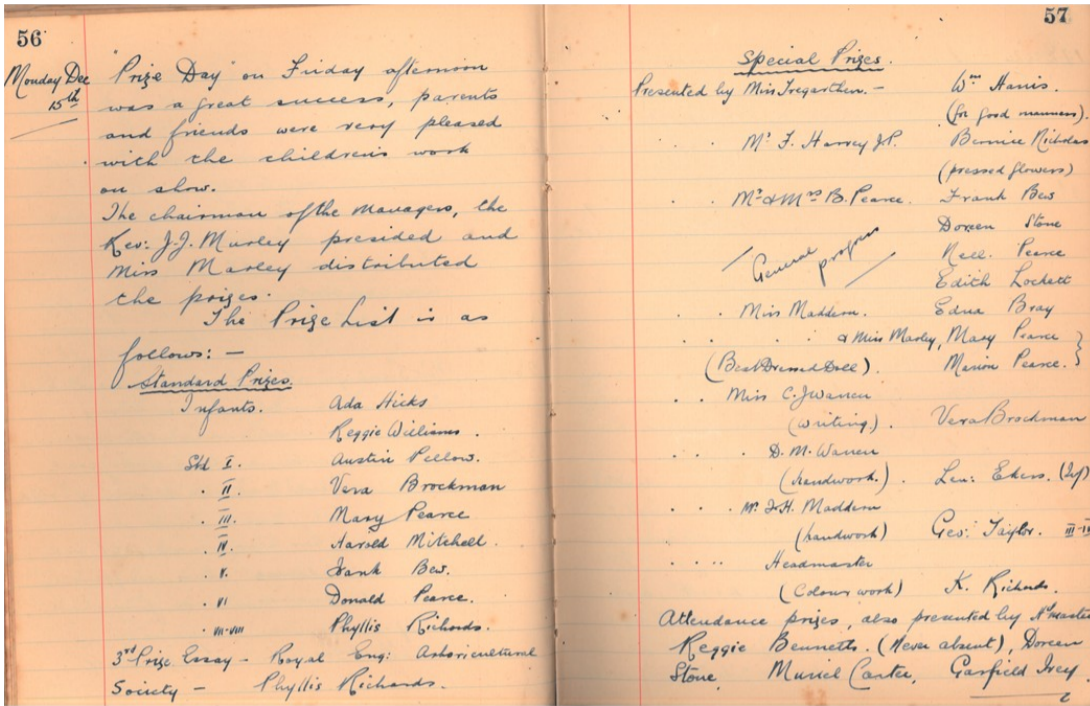 56
Monday Dec "Prize Day" on Friday afternoon
15th was a great success, parents
and friends were very pleased
with the children's work
on show.
The chairman of the Managers, the
Rev: J.J. Murley presided and
Miss Marley distributed
the prizes.
The Prize List is as
follows: —
Standard Prizes.
Infants. Ada Hicks
Reggie Williams.
Std I. Austin Pellow.
. II. Vera Brockman
. III. Mary Pearce
. IV. Harold Mitchell.
. V. Frank Bew.
. VI Donald Pearce.
. VII-VIII Phyllis Richards.
3rd Prize Essay - Royal Eng: Arboricultural
Society - Phyllis Richards.
57
Special Prizes.
Presented by Miss Tregarthen. - Wm Harris.
(for good manners).
. . . Mr F. Harvey J.P. Bernice Nicholas
(pressed flowers)
. . Mr & Mrs B. Pearce. Frank Bew
Doreen Stone
General progress Nell. Pearce
Edith Lockett
. . Miss Maddern. Edna Bray
. . . . & Miss Marley, Mary Pearce }
(Best Dressed Doll). Marion Pearce. }
. . Miss C.J Warren
(writing). Vera Brockman
. . . D. M. Warren
(handwork.). Len: Ekers. (Inf)
. . . Mr J.H. Maddern
(handwork) Geo: Taylor. III-IV
. . . . Headmaster
(Colour work) K. Richards.
Attendance prizes, also presented by Hdmaster
Reggie Bennetts. (Never absent), Doreen
Stone, Muriel Carter, Garfield Ivey